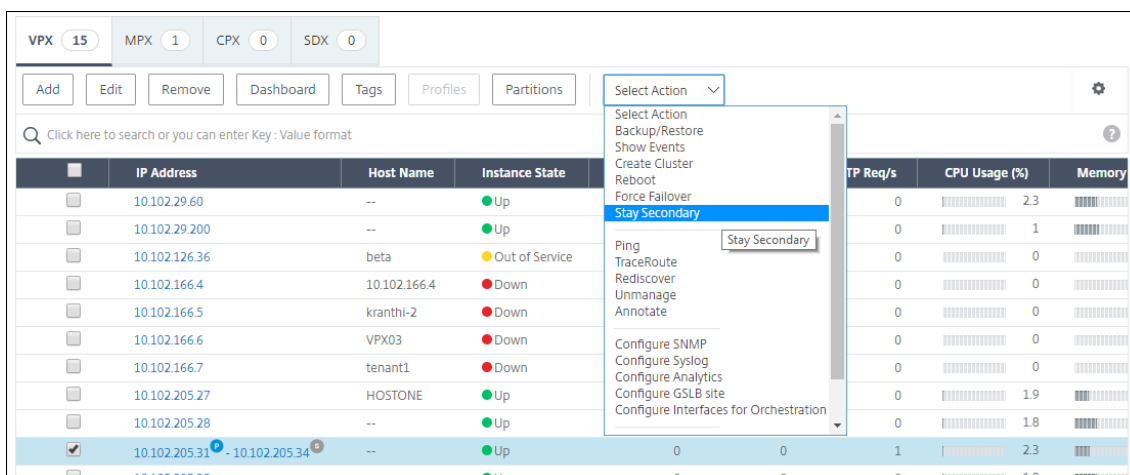 VPX 15 MPX 1 CPX 0 SDX 0
Add Edit Remove Dashboard Tags Profiles Partitions Select Action
Click here to search or you can enter Key : Value format ?
IP Address Host Name Instance State TP Req/s CPU Usage (%) Memory
10.102.29.60 -- Up 0 2.3
10.102.29.200 -- Up 0 1
10.102.126.36 beta Out of Service 0 0
10.102.166.4 10.102.166.4 Down 0 0
10.102.166.5 kranthi-2 Down 0 0
10.102.166.6 VPX03 Down 0 0
10.102.166.7 tenant1 Down 0 0
10.102.205.27 HOSTONE Up 0 1.9
10.102.205.28 -- Up 0 1.8
10.102.205.31 P - 10.102.205.34 S -- Up 0 0 1 2.3
Select Action
Backup/Restore
Show Events
Create Cluster
Reboot
Force Failover
Stay Secondary
Stay Secondary
Ping
TraceRoute
Rediscover
Unmanage
Annotate
Configure SNMP
Configure Syslog
Configure Analytics
Configure GSLB site
Configure Interfaces for Orchestration